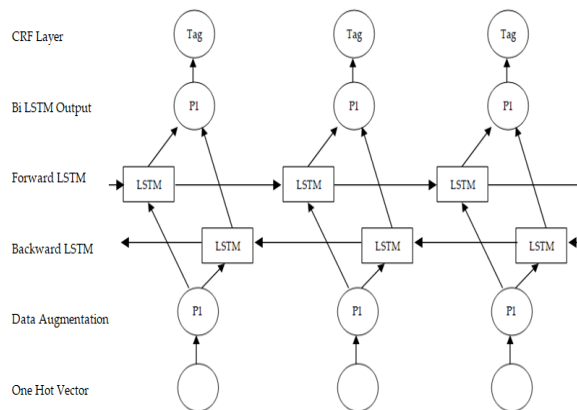 CRF Layer Tag Tag Tag
Bi LSTM Output P1 P1 P1
Forward LSTM LSTM LSTM LSTM
Backward LSTM LSTM LSTM LSTM
Data Augmentation P1 P1 P1
One Hot Vector